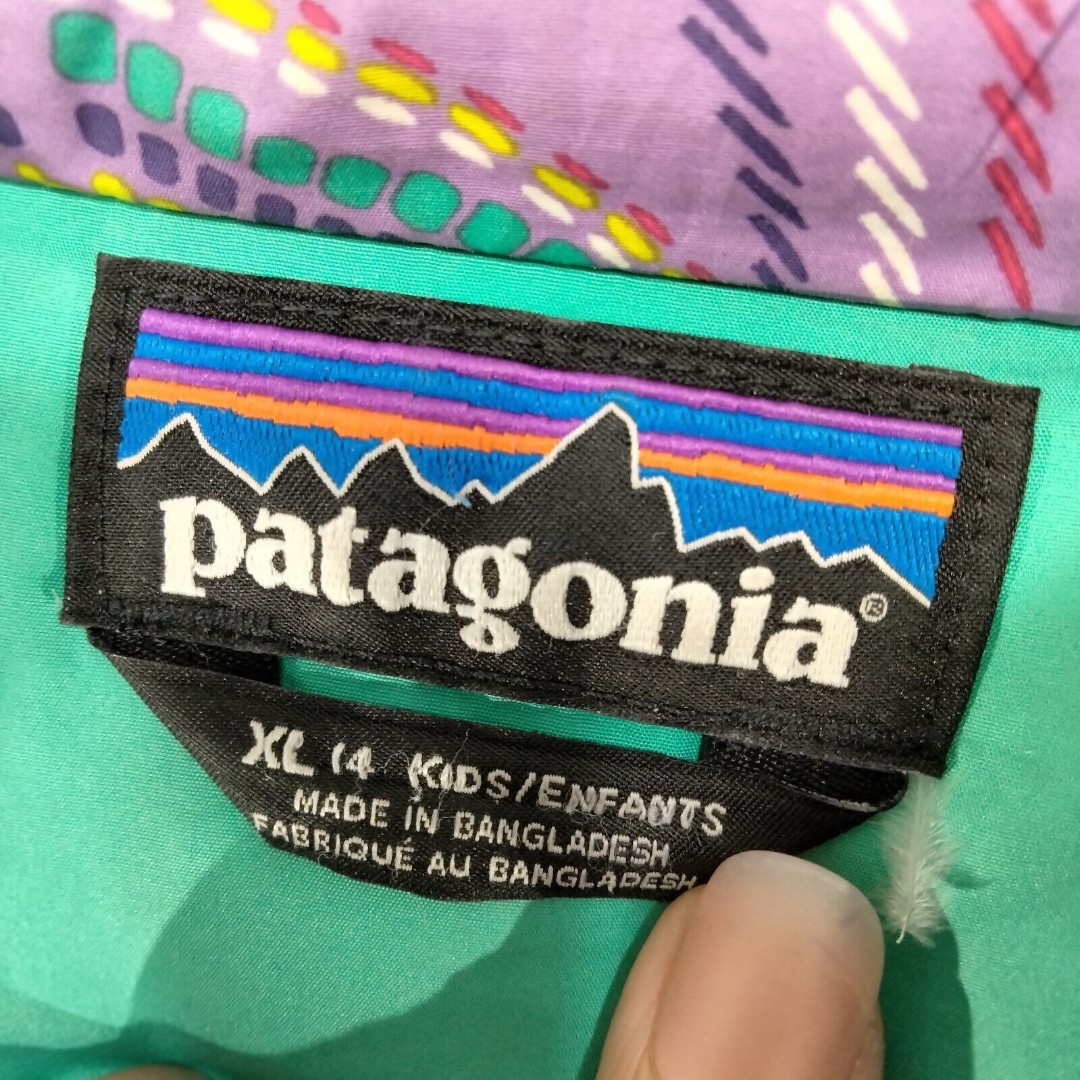 patagonia®
XL 14 KIDS/ENFANTS
MADE IN BANGLADESH
FABRIQUÉ AU BANGLADESH